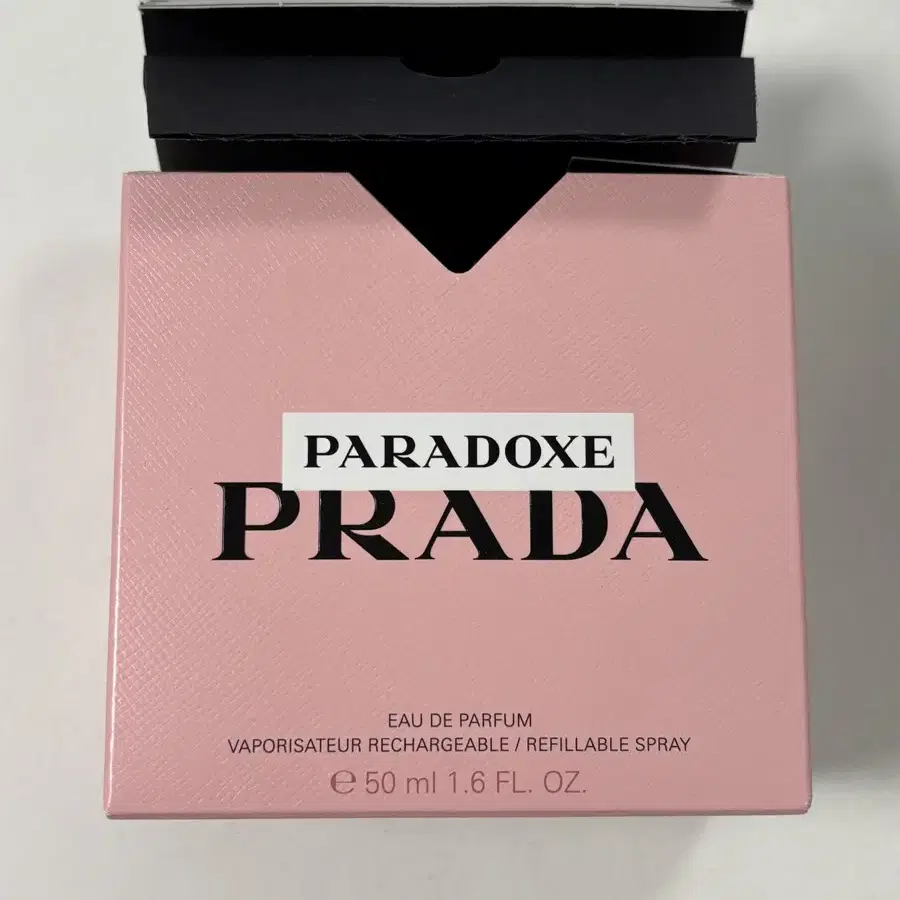 PARADOXE
PRADA
EAU DE PARFUM
VAPORISATEUR RECHARGEABLE / REFILLABLE SPRAY
℮ 50 ml 1.6 FL. OZ.